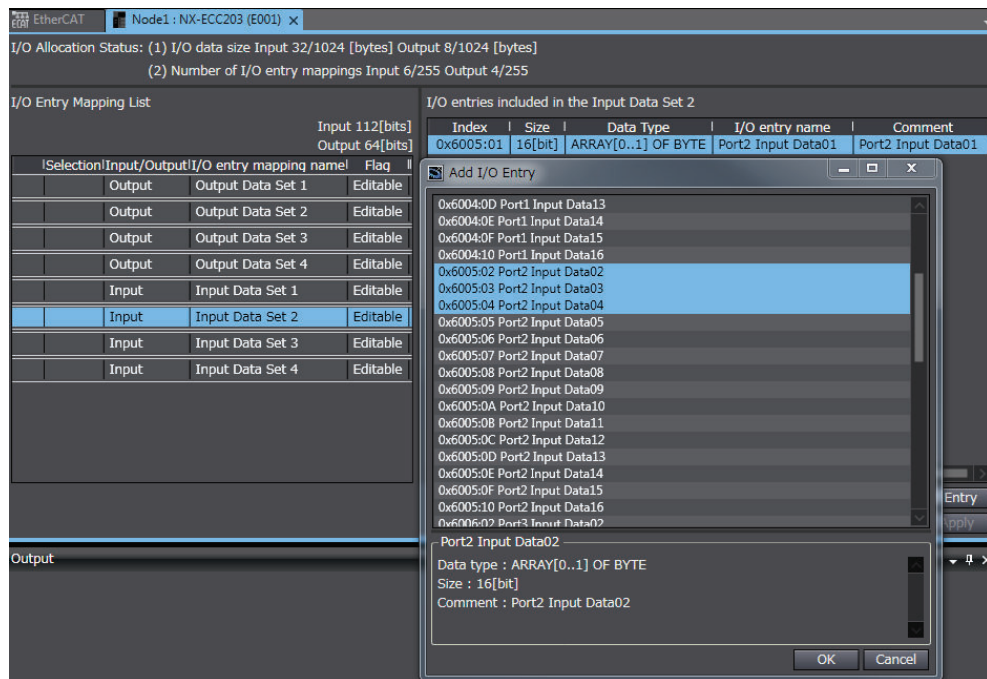 EtherCAT
Node1 : NX-ECC203 (E001)
I/O Allocation Status: (1) I/O data size Input 32/1024 [bytes] Output 8/1024 [bytes]
(2) Number of I/O entry mappings Input 6/255 Output 4/255
I/O Entry Mapping List
Input 112[bits]
Output 64[bits]
Selection Input/Output I/O entry mapping name Flag
Output Output Data Set 1 Editable
Output Output Data Set 2 Editable
Output Output Data Set 3 Editable
Output Output Data Set 4 Editable
Input Input Data Set 1 Editable
Input Input Data Set 2 Editable
Input Input Data Set 3 Editable
Input Input Data Set 4 Editable
I/O entries included in the Input Data Set 2
Index Size Data Type I/O entry name Comment
0x6005:01 16[bit] ARRAY[0..1] OF BYTE Port2 Input Data01 Port2 Input Data01
Add I/O Entry
0x6004:0D Port1 Input Data13
0x6004:0E Port1 Input Data14
0x6004:0F Port1 Input Data15
0x6004:10 Port1 Input Data16
0x6005:02 Port2 Input Data02
0x6005:03 Port2 Input Data03
0x6005:04 Port2 Input Data04
0x6005:05 Port2 Input Data05
0x6005:06 Port2 Input Data06
0x6005:07 Port2 Input Data07
0x6005:08 Port2 Input Data08
0x6005:09 Port2 Input Data09
0x6005:0A Port2 Input Data10
0x6005:0B Port2 Input Data11
0x6005:0C Port2 Input Data12
0x6005:0D Port2 Input Data13
0x6005:0E Port2 Input Data14
0x6005:0F Port2 Input Data15
0x6005:10 Port2 Input Data16
0x6006:02 Port3 Input Data02
Port2 Input Data02
Data type : ARRAY[0..1] OF BYTE
Size : 16[bit]
Comment : Port2 Input Data02
OK Cancel
Entry
Apply
Output